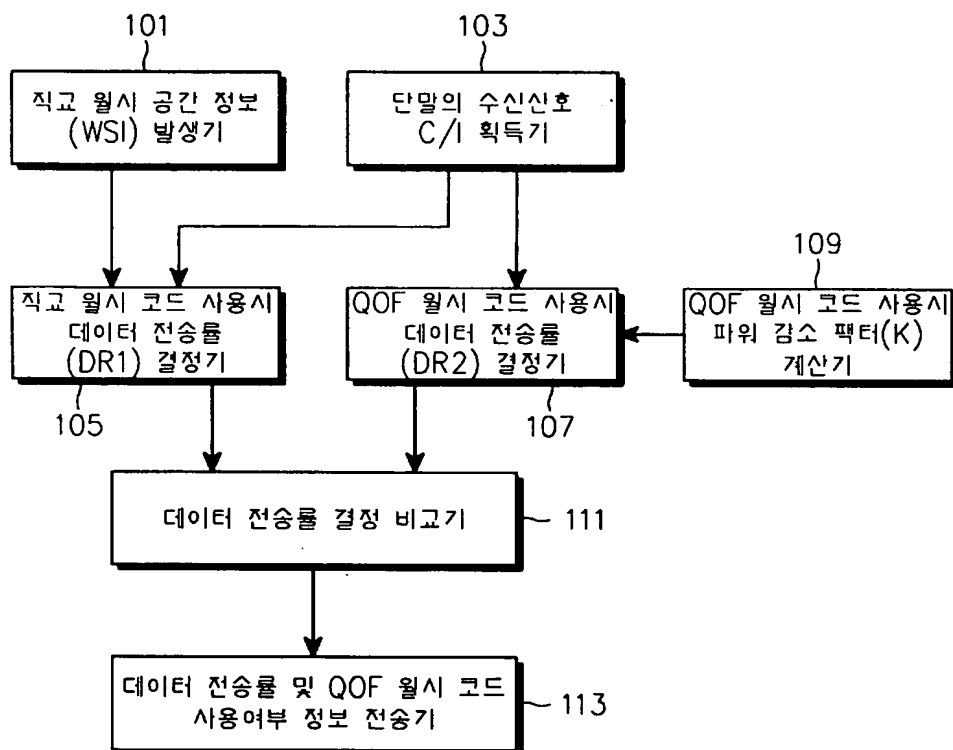 101
103
직교 월시 공간 정보
(WSI) 발생기
단말의 수신신호
C/I 획득기
109
직교 월시 코드 사용시
데이터 전송률
(DR1) 결정기
QOF 월시 코드 사용시
데이터 전송률
(DR2) 결정기
QOF 월시 코드 사용시
파워 감소 팩터(K)
계산기
105
107
데이터 전송률 결정 비교기
111
데이터 전송률 및 QOF 월시 코드
사용여부 정보 전송기
113